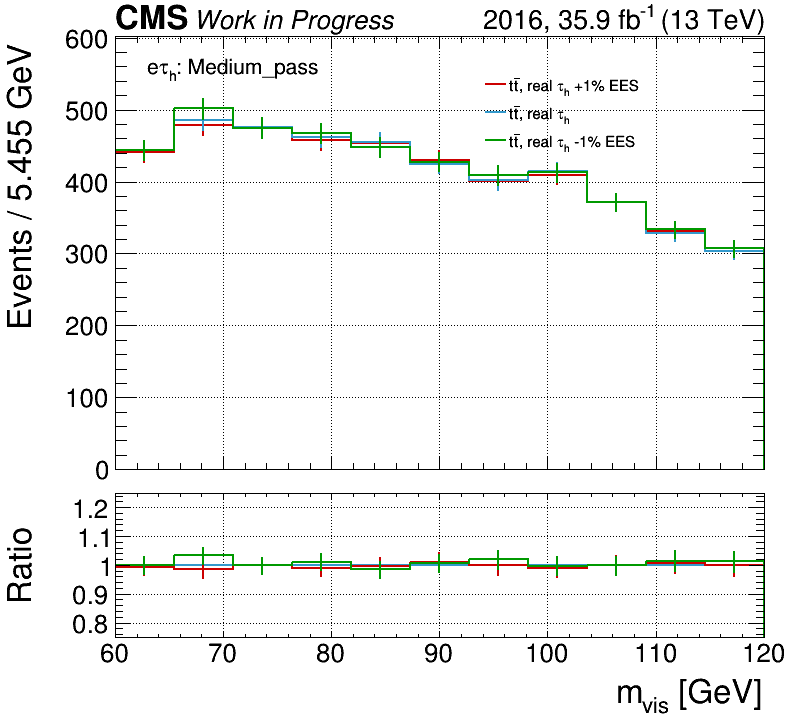 CMS Work in Progress 2016, 35.9 fb⁻¹ (13 TeV)
eτₕ: Medium_pass
tt̄, real τₕ +1% EES
tt̄, real τₕ
tt̄, real τₕ -1% EES
Events / 5.455 GeV
600
500
400
300
200
100
0
Ratio
1.2
1.1
1
0.9
0.8
60 70 80 90 100 110 120
m_vis [GeV]